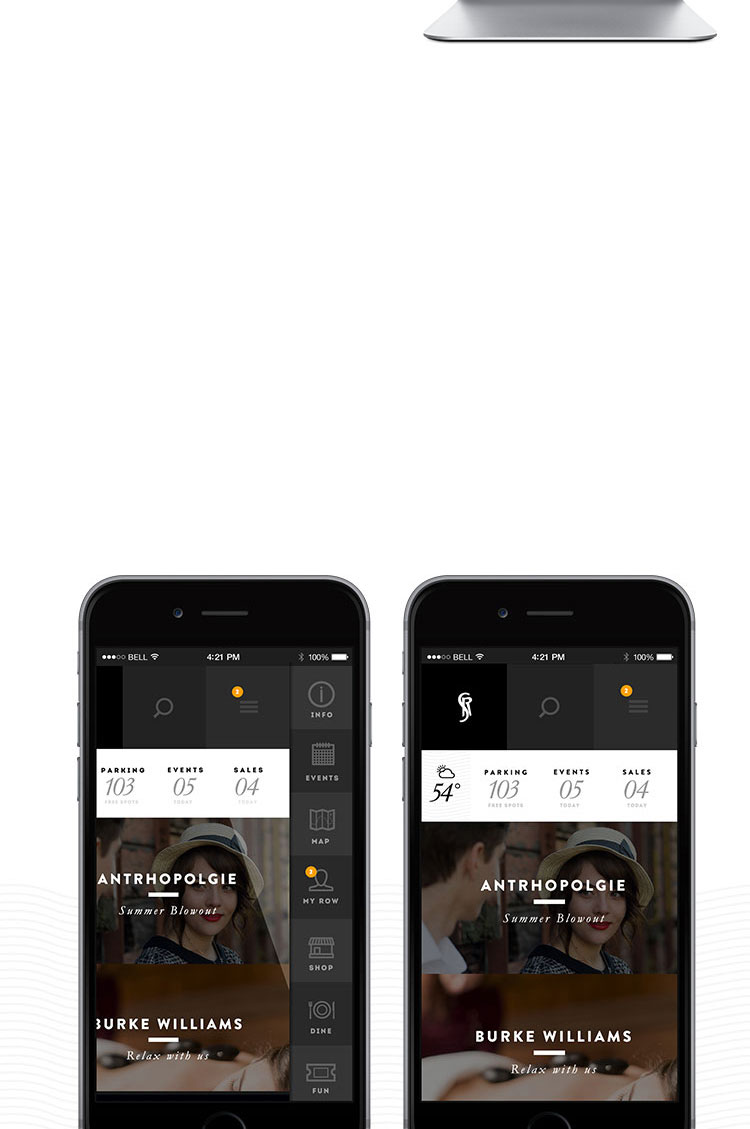 BELL 4:21 PM 100%
2
INFO
PARKING EVENTS SALES
103 05 04
FREE SPOTS TODAY TODAY
EVENTS
MAP
ANTRHOPOLGIE
Summer Blowout
2
MY ROW
SHOP
BURKE WILLIAMS
Relax with us
DINE
FUN
BELL 4:21 PM 100%
2
SR
54°
PARKING EVENTS SALES
103 05 04
FREE SPOTS TODAY TODAY
ANTRHOPOLGIE
Summer Blowout
BURKE WILLIAMS
Relax with us